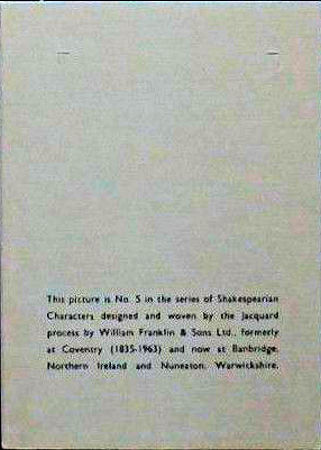 This picture is No. 5 in the series of Shakespearian
Characters designed and woven by the Jacquard
process by William Franklin & Sons Ltd., formerly
at Coventry (1835-1963) and now at Banbridge,
Northern Ireland and Nuneaton, Warwickshire.